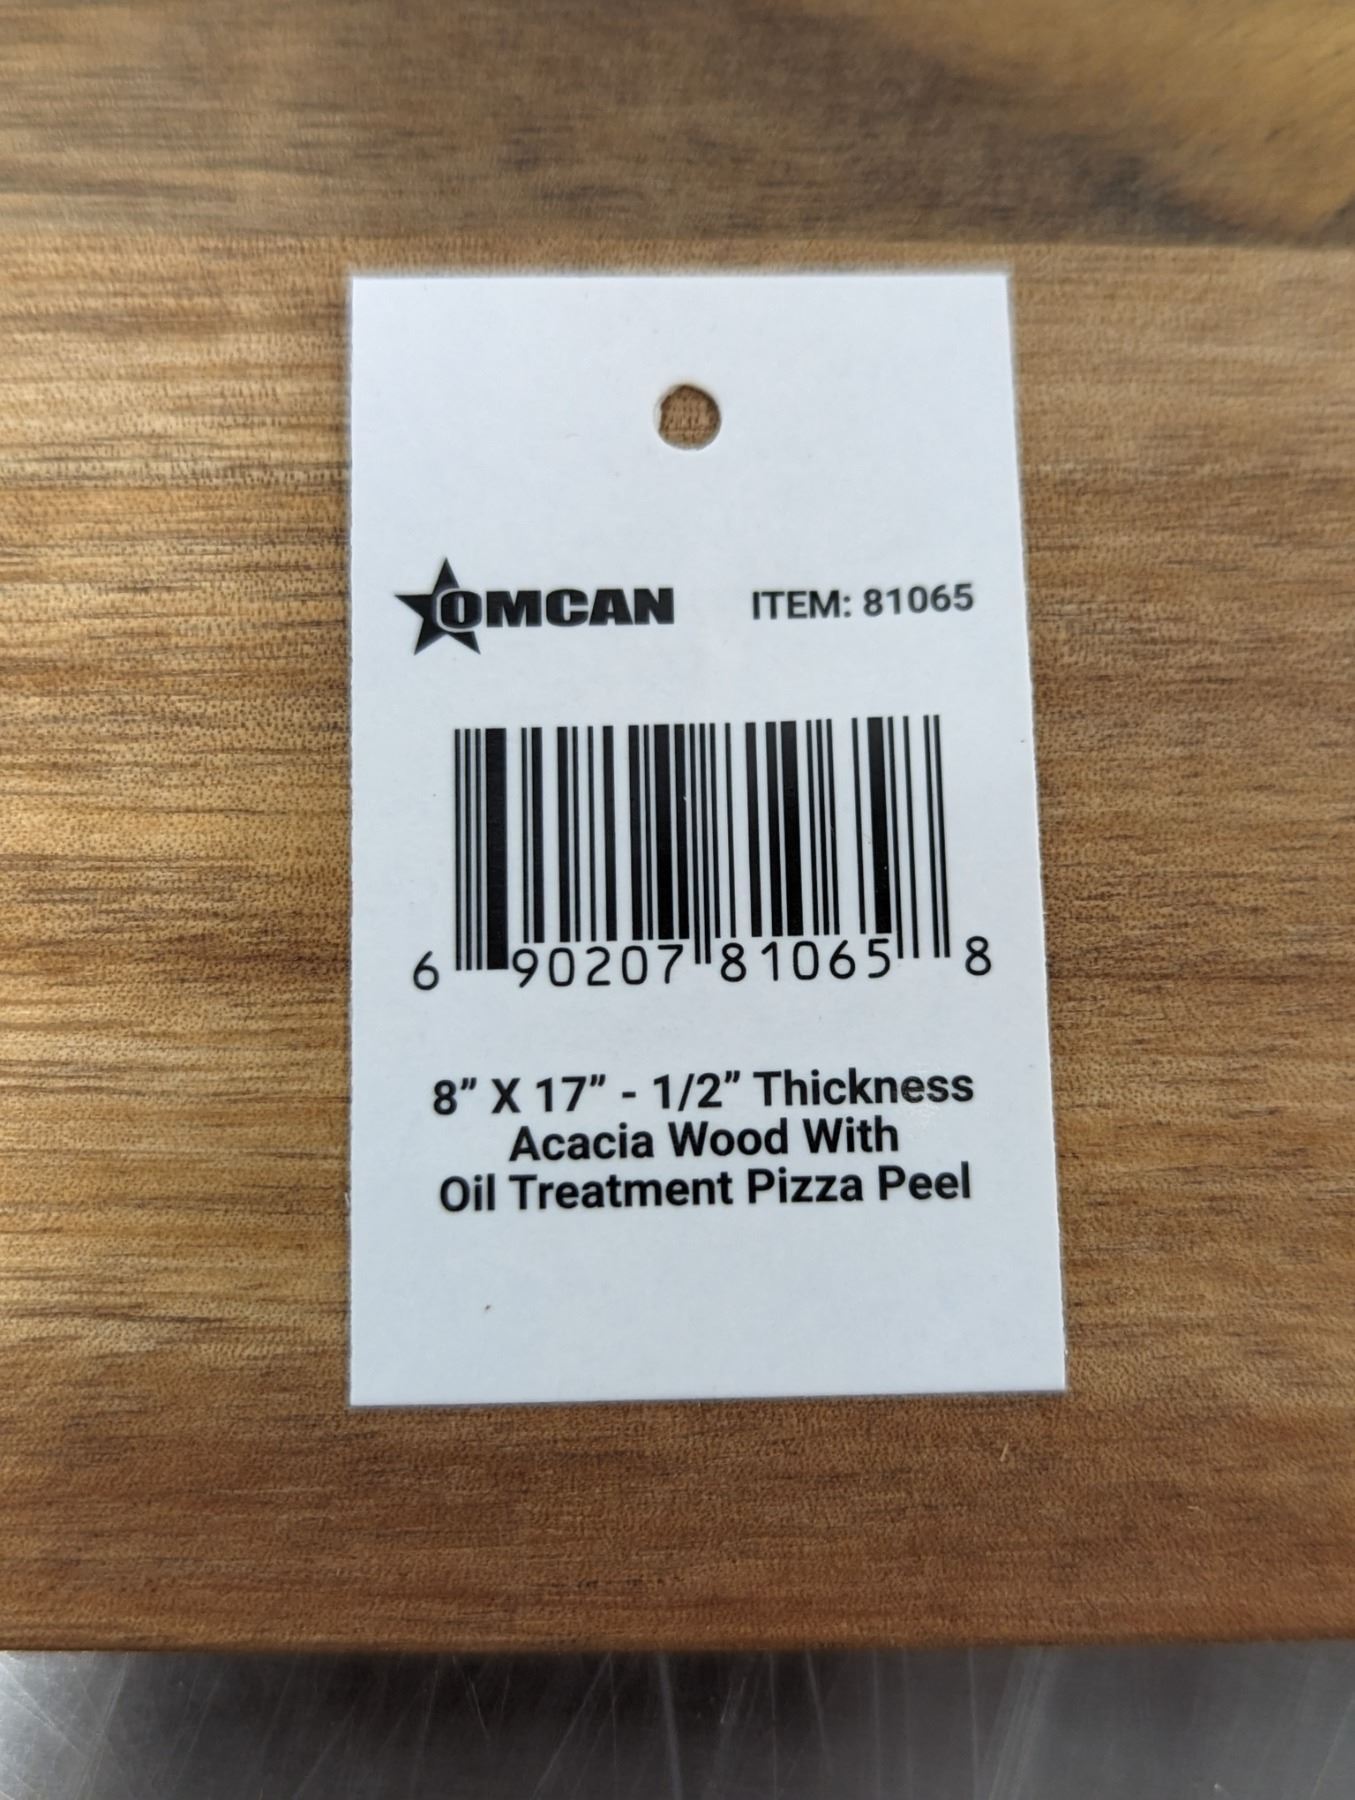 OMCAN ITEM: 81065
6 90207 81065 8
8” X 17” - 1/2” Thickness
Acacia Wood With
Oil Treatment Pizza Peel